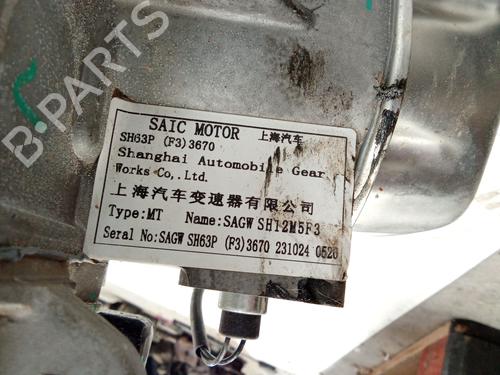 B-PARTS
SAIC MOTOR 上海汽车
SH63P (F3)3670
Shanghai Automobile Gear
Works Co,.Ltd.
上海汽车变速器有限公司
Type:MT Name:SAGW SH12M5F3
Seral No:SAGW SH63P (F3)3670 231024 0520